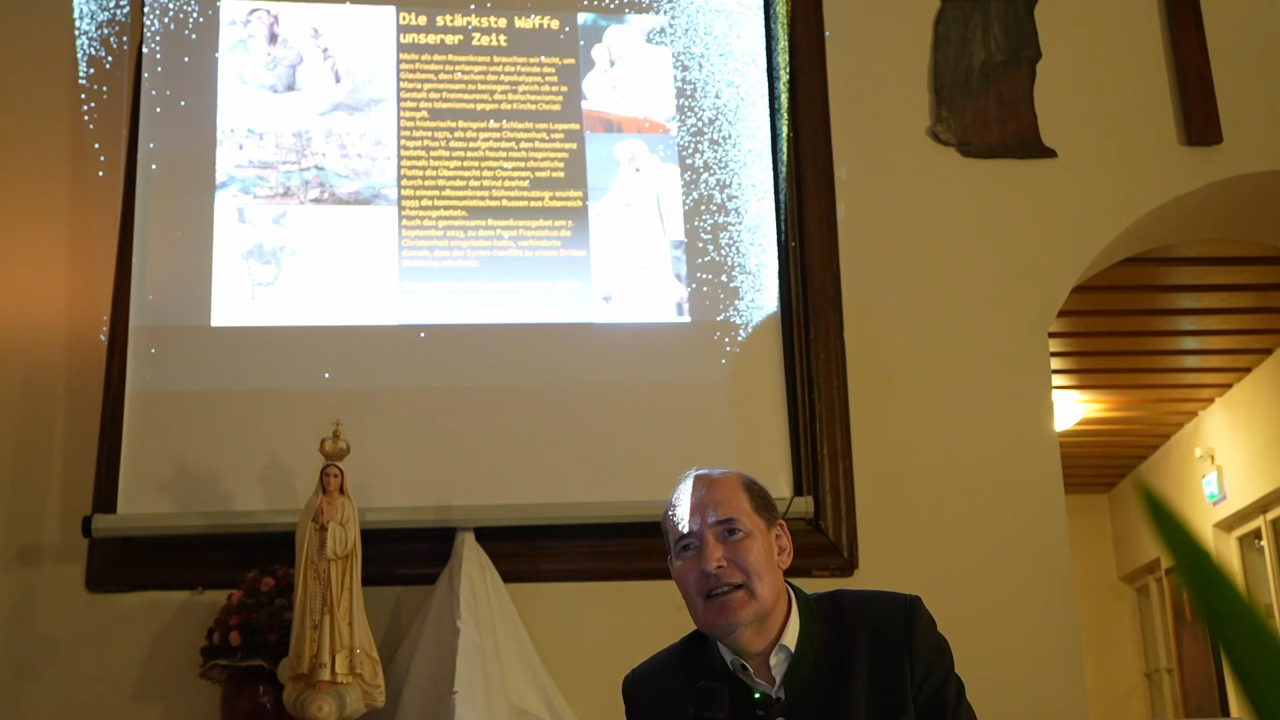 Die stärkste Waffe
unserer Zeit
Mehr als den Rosenkranz brauchen wir nicht, um
den Frieden zu erlangen und die Feinde des
Glaubens, den Drachen der Apokalypse, mit
Maria gemeinsam zu besiegen – gleich ob er in
Gestalt der Freimaurerei, des Bolschewismus
oder des Islamismus gegen die Kirche Christi
kämpft.
Das historische Beispiel der Schlacht von Lepanto
im Jahre 1571, als die ganze Christenheit, von
Papst Pius V. dazu aufgefordert, den Rosenkranz
betete, sollte uns auch heute noch inspirieren:
damals besiegte eine unterlegene christliche
Flotte die Übermacht der Osmanen, weil wie
durch ein Wunder der Wind drehte.
Mit einem »Rosenkranz-Sühnekreuzzug« wurden
1955 die kommunistischen Russen aus Österreich
»herausgebetet«.
Auch das gemeinsame Rosenkranzgebet am 7.
September 2013, zu dem Papst Franziskus die
Christenheit eingeladen hatte, verhinderte
damals, dass der Syrien-Konflikt zu einem Dritten